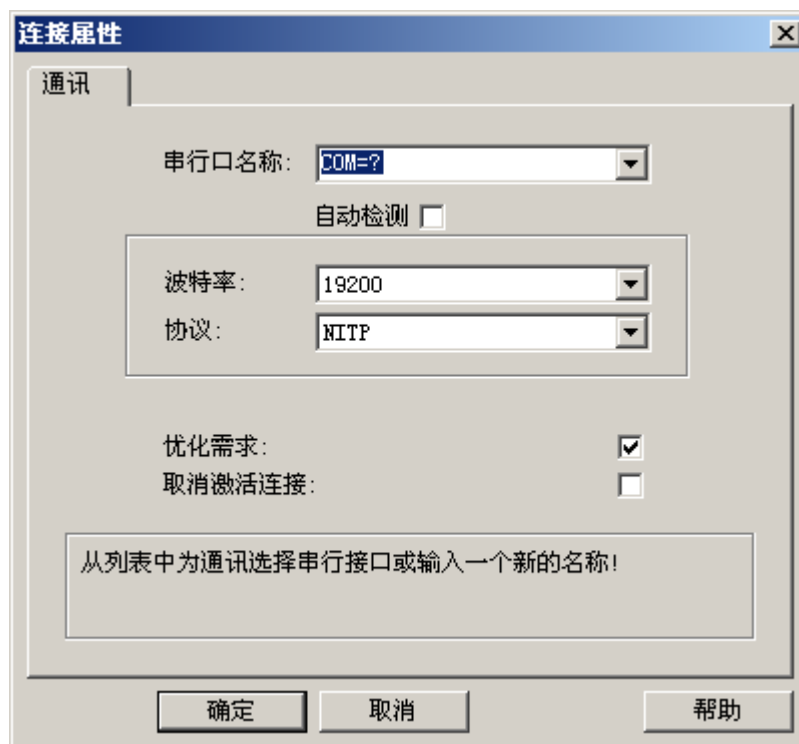 连接属性
通讯
串行口名称: COM=?
自动检测
波特率: 19200
协议: NITP
优化需求:
取消激活连接:
从列表中为通讯选择串行接口或输入一个新的名称!
确定 取消 帮助